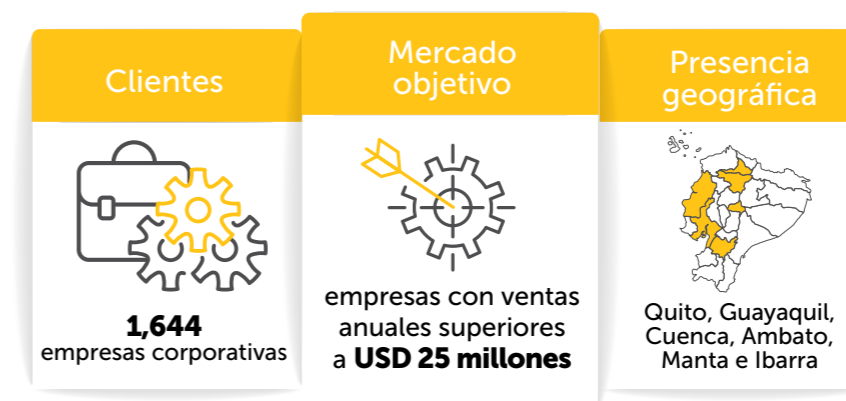 Clientes
1,644
empresas corporativas
Mercado
objetivo
empresas con ventas
anuales superiores
a USD 25 millones
Presencia
geográfica
Quito, Guayaquil,
Cuenca, Ambato,
Manta e Ibarra